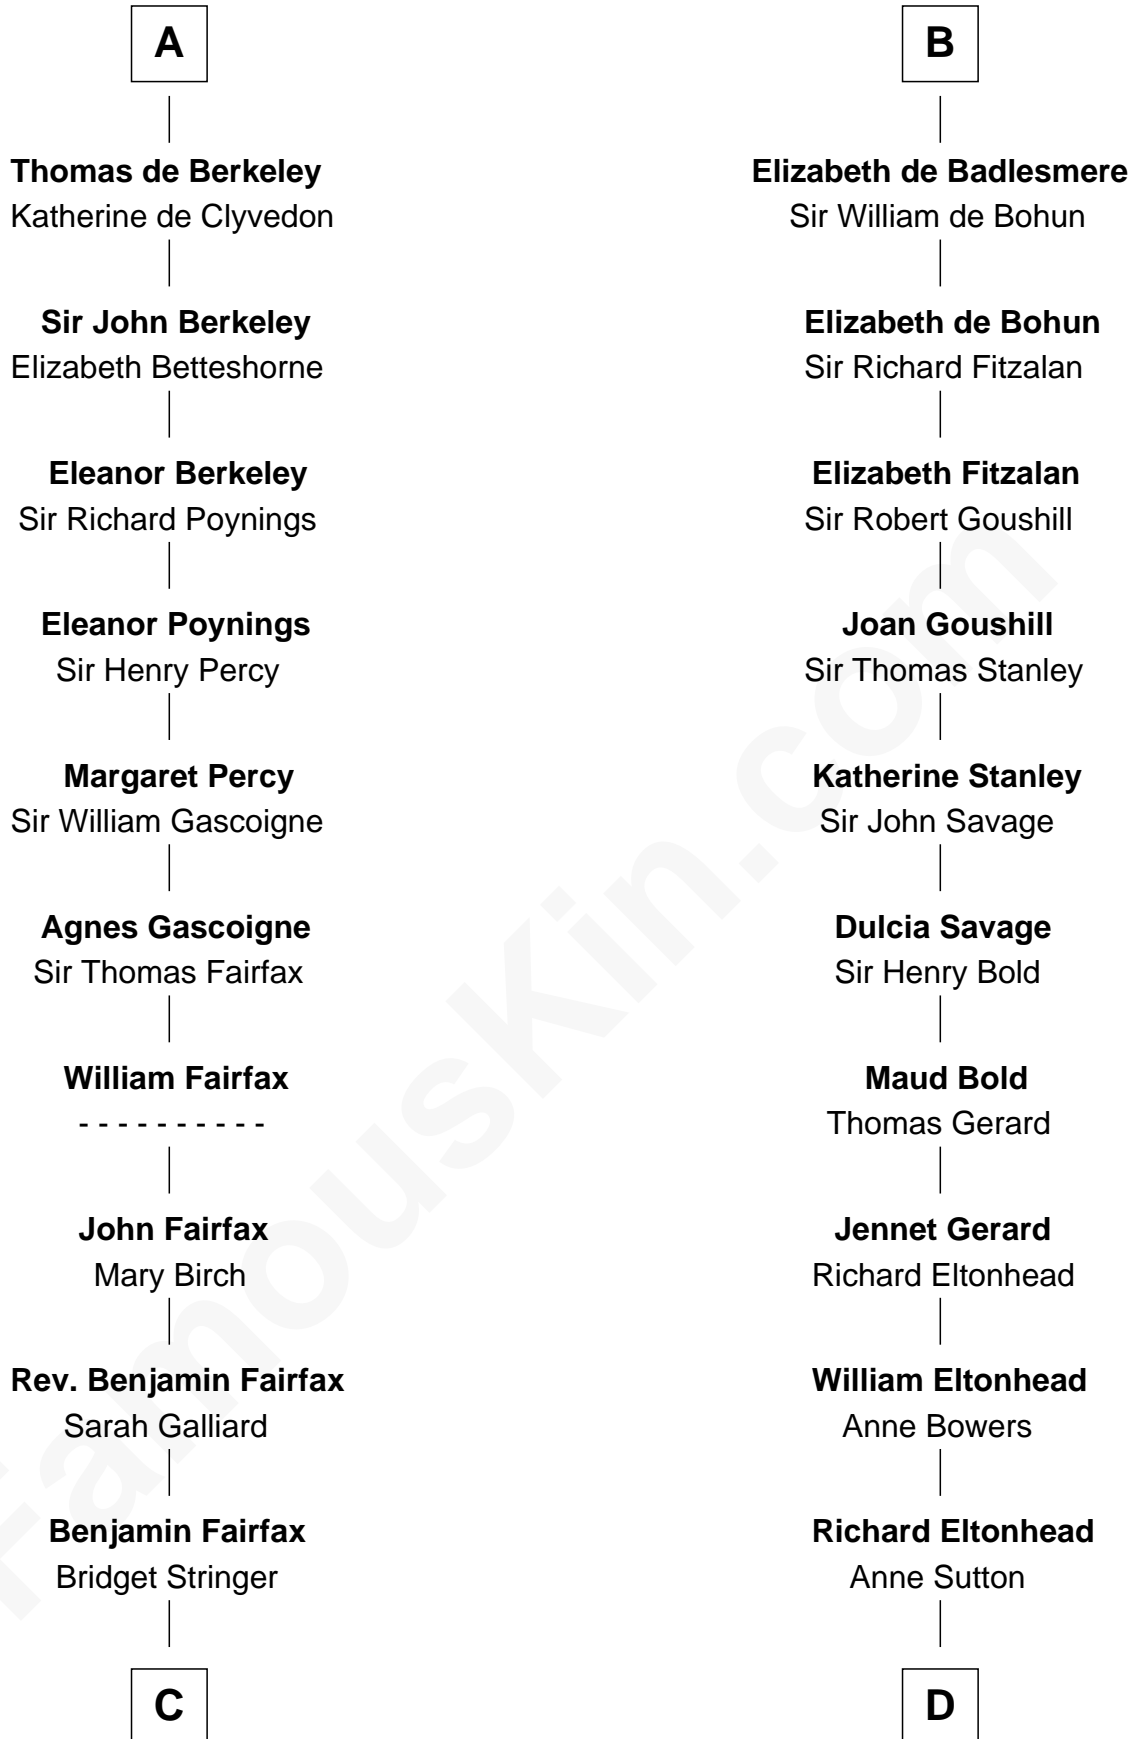 A
Thomas de Berkeley
Katherine de Clyvedon
Sir John Berkeley
Elizabeth Betteshorne
Eleanor Berkeley
Sir Richard Poynings
Eleanor Poynings
Sir Henry Percy
Margaret Percy
Sir William Gascoigne
Agnes Gascoigne
Sir Thomas Fairfax
William Fairfax
- - - - - - - - - -
John Fairfax
Mary Birch
Rev. Benjamin Fairfax
Sarah Galliard
Benjamin Fairfax
Bridget Stringer
C
B
Elizabeth de Badlesmere
Sir William de Bohun
Elizabeth de Bohun
Sir Richard Fitzalan
Elizabeth Fitzalan
Sir Robert Goushill
Joan Goushill
Sir Thomas Stanley
Katherine Stanley
Sir John Savage
Dulcia Savage
Sir Henry Bold
Maud Bold
Thomas Gerard
Jennet Gerard
Richard Eltonhead
William Eltonhead
Anne Bowers
Richard Eltonhead
Anne Sutton
D
FamousKin.com